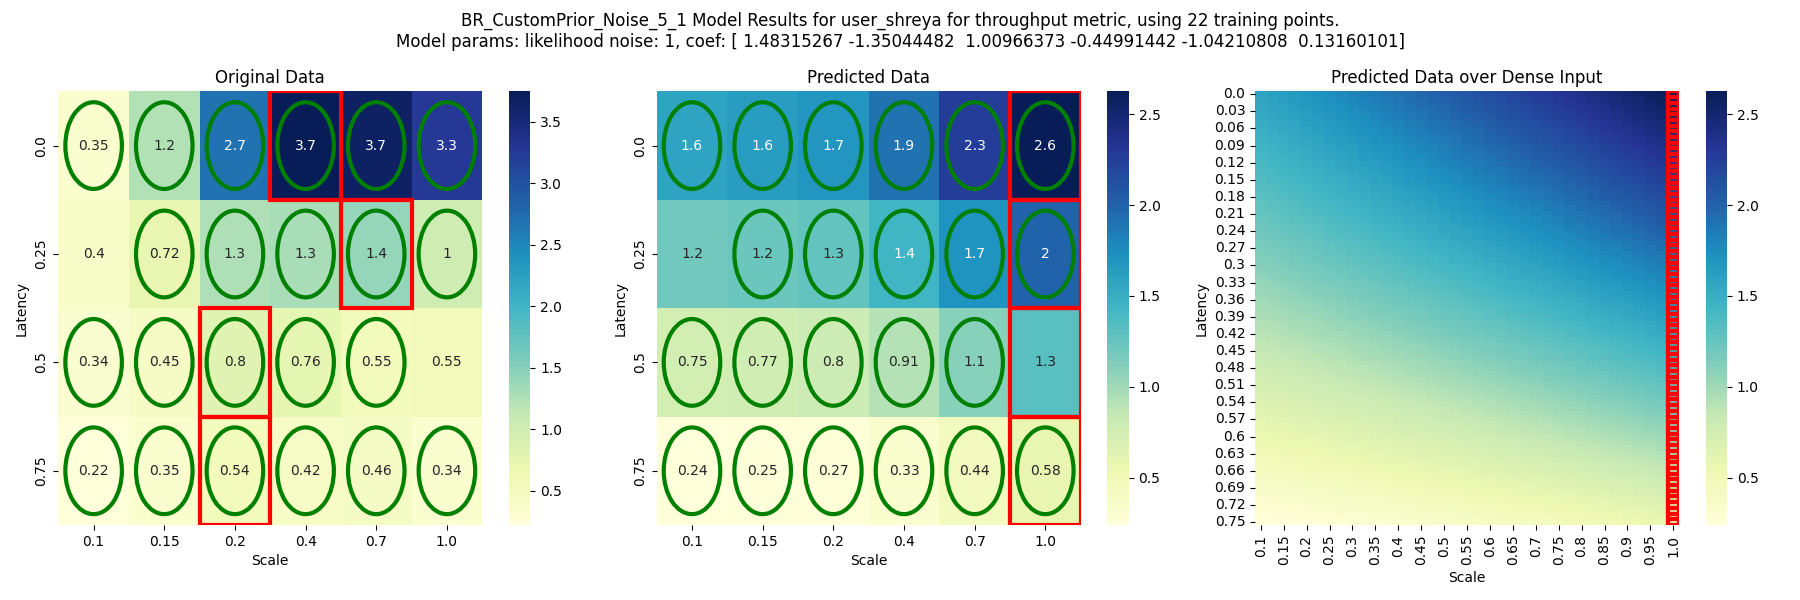 BR_CustomPrior_Noise_5_1 Model Results for user_shreya for throughput metric, using 22 training points.
Model params: likelihood noise: 1, coef: [ 1.48315267 -1.35044482  1.00966373 -0.44991442 -1.04210808  0.13160101]
Original Data
0.0 0.35 1.2 2.7 3.7 3.7 3.3
0.25 0.4 0.72 1.3 1.3 1.4 1
0.5 0.34 0.45 0.8 0.76 0.55 0.55
0.75 0.22 0.35 0.54 0.42 0.46 0.34
0.1 0.15 0.2 0.4 0.7 1.0
Scale
Latency
3.5
3.0
2.5
2.0
1.5
1.0
0.5
Predicted Data
0.0 1.6 1.6 1.7 1.9 2.3 2.6
0.25 1.2 1.2 1.3 1.4 1.7 2
0.5 0.75 0.77 0.8 0.91 1.1 1.3
0.75 0.24 0.25 0.27 0.33 0.44 0.58
0.1 0.15 0.2 0.4 0.7 1.0
Scale
Latency
2.5
2.0
1.5
1.0
0.5
Predicted Data over Dense Input
0.0
0.03
0.06
0.09
0.12
0.15
0.18
0.21
0.24
0.27
0.3
0.33
0.36
0.39
0.42
0.45
0.48
0.51
0.54
0.57
0.6
0.63
0.66
0.69
0.72
0.75
0.1 0.15 0.2 0.25 0.3 0.35 0.4 0.45 0.5 0.55 0.6 0.65 0.7 0.75 0.8 0.85 0.9 0.95 1.0
Scale
Latency
2.5
2.0
1.5
1.0
0.5